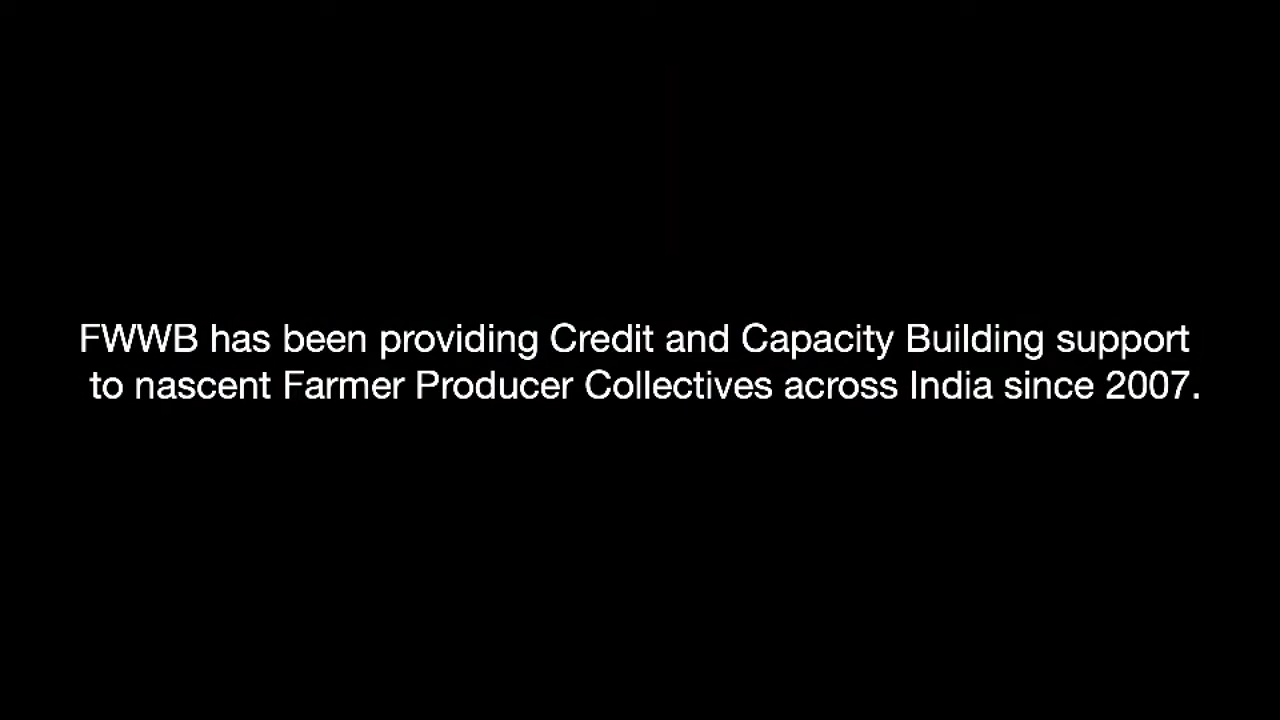 FWWB has been providing Credit and Capacity Building support
to nascent Farmer Producer Collectives across India since 2007.